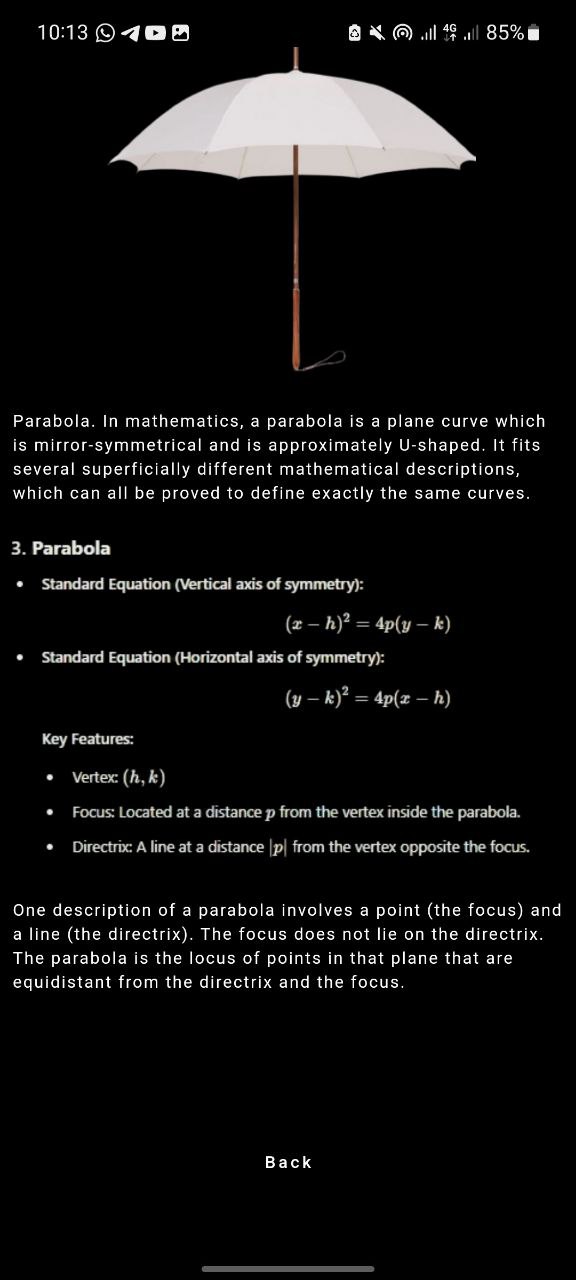 10:13 4G 85%
Parabola. In mathematics, a parabola is a plane curve which
is mirror-symmetrical and is approximately U-shaped. It fits
several superficially different mathematical descriptions,
which can all be proved to define exactly the same curves.
3. Parabola
• Standard Equation (Vertical axis of symmetry):
(x − h)² = 4p(y − k)
• Standard Equation (Horizontal axis of symmetry):
(y − k)² = 4p(x − h)
Key Features:
• Vertex: (h, k)
• Focus: Located at a distance p from the vertex inside the parabola.
• Directrix: A line at a distance |p| from the vertex opposite the focus.
One description of a parabola involves a point (the focus) and
a line (the directrix). The focus does not lie on the directrix.
The parabola is the locus of points in that plane that are
equidistant from the directrix and the focus.
Back